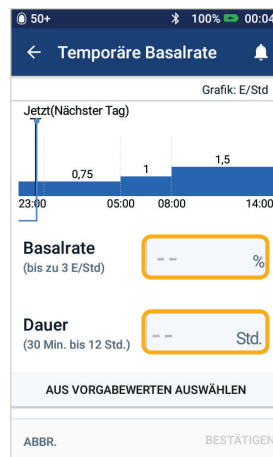 50+ 100% 00:04
Temporäre Basalrate
Grafik: E/Std
Jetzt(Nächster Tag)
0,75 1 1,5
23:00 05:00 08:00 14:00
Basalrate
(bis zu 3 E/Std)
-- %
Dauer
(30 Min. bis 12 Std.)
-- Std.
AUS VORGABEWERTEN AUSWÄHLEN
ABBR. BESTÄTIGEN